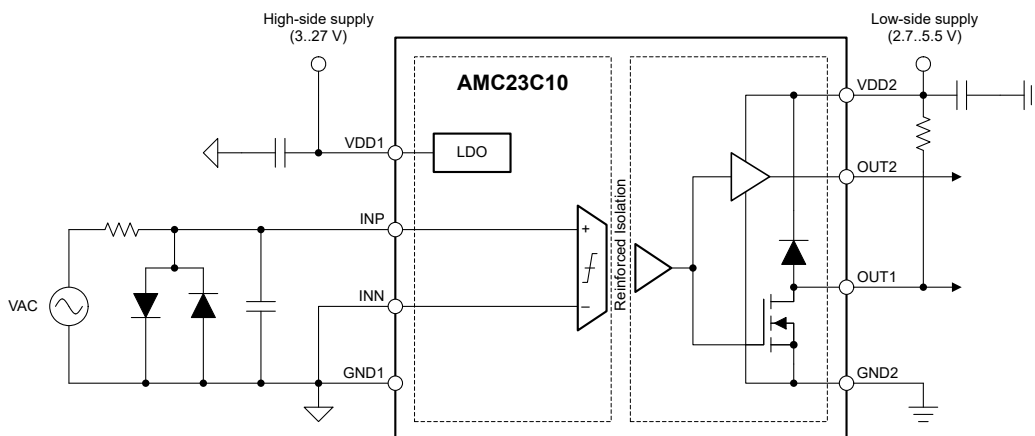 High-side supply
(3..27 V)
Low-side supply
(2.7..5.5 V)
AMC23C10
VDD1
LDO
VDD2
OUT2
INP
+
Reinforced Isolation
VAC
INN
–
OUT1
GND1
GND2